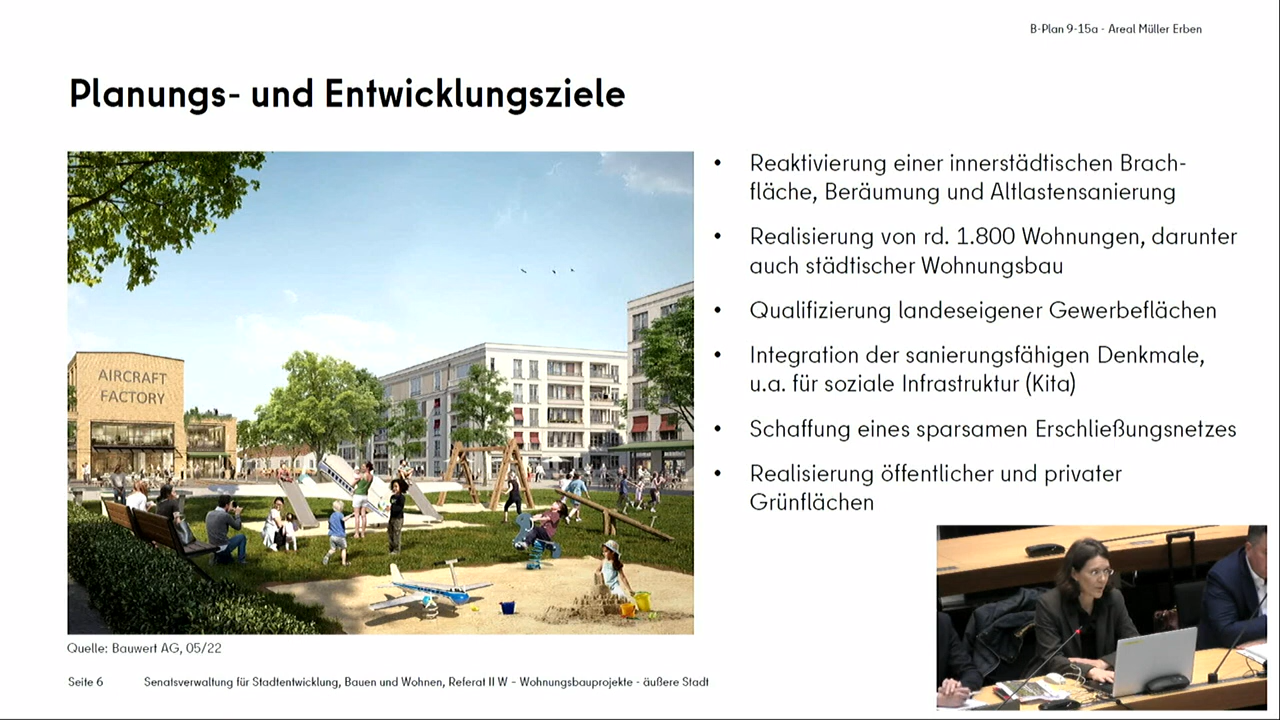 B-Plan 9-15a - Areal Müller Erben
Planungs- und Entwicklungsziele
AIRCRAFT
FACTORY
• Reaktivierung einer innerstädtischen Brach-
fläche, Beräumung und Altlastensanierung
• Realisierung von rd. 1.800 Wohnungen, darunter
auch städtischer Wohnungsbau
• Qualifizierung landeseigener Gewerbeflächen
• Integration der sanierungsfähigen Denkmale,
u.a. für soziale Infrastruktur (Kita)
• Schaffung eines sparsamen Erschließungsnetzes
• Realisierung öffentlicher und privater
Grünflächen
Quelle: Bauwert AG, 05/22
Seite 6 Senatsverwaltung für Stadtentwicklung, Bauen und Wohnen, Referat II W – Wohnungsbauprojekte - äußere Stadt